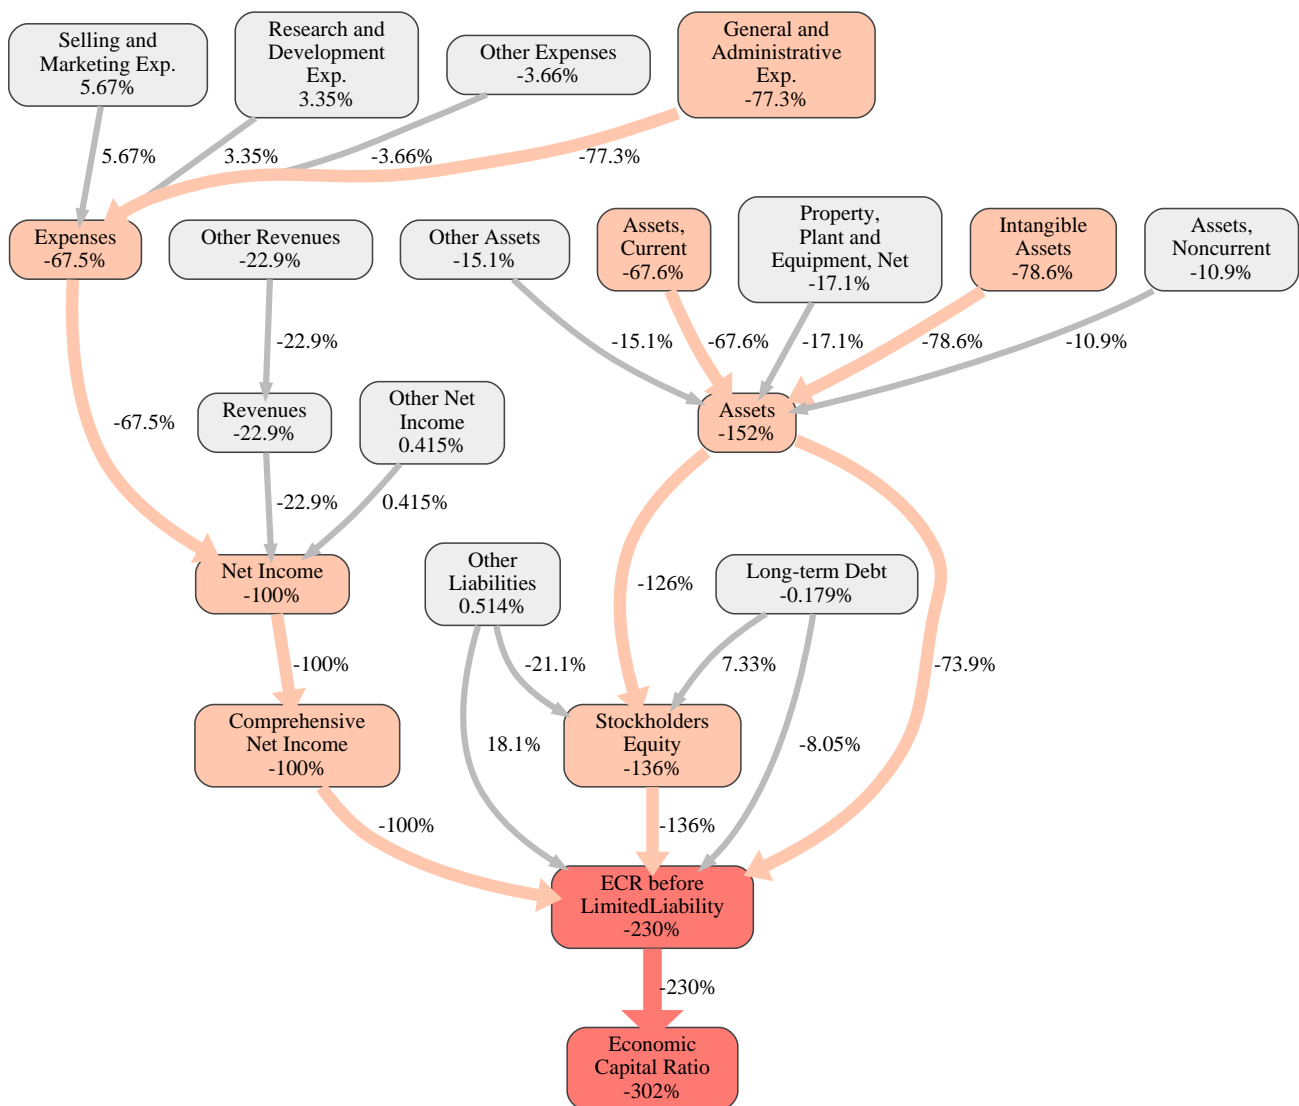 Selling and
Marketing Exp.
5.67%
Research and
Development
Exp.
3.35%
Other Expenses
-3.66%
General and
Administrative
Exp.
-77.3%
5.67%
3.35%
-3.66%
-77.3%
Expenses
-67.5%
Other Revenues
-22.9%
Other Assets
-15.1%
Assets,
Current
-67.6%
Property,
Plant and
Equipment, Net
-17.1%
Intangible
Assets
-78.6%
Assets,
Noncurrent
-10.9%
-22.9%
-15.1%
-67.6%
-17.1%
-78.6%
-10.9%
-67.5%
Revenues
-22.9%
Other Net
Income
0.415%
Assets
-152%
-22.9%
0.415%
Net Income
-100%
Other
Liabilities
0.514%
-126%
Long-term Debt
-0.179%
-100%
-21.1%
7.33%
-73.9%
Comprehensive
Net Income
-100%
18.1%
Stockholders
Equity
-136%
-8.05%
-100%
-136%
ECR before
LimitedLiability
-230%
-230%
Economic
Capital Ratio
-302%